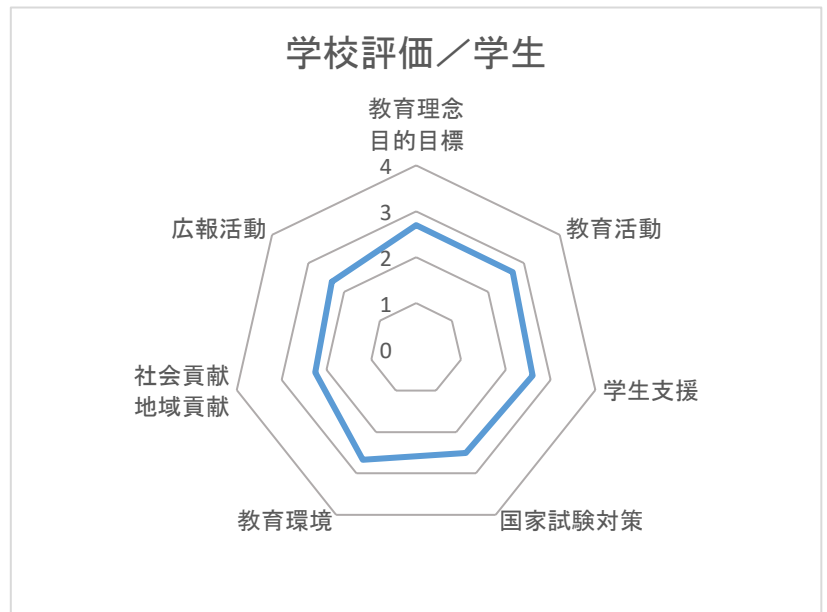 学校評価／学生
教育理念
目的目標
4
3
2
1
0
教育活動
学生支援
国家試験対策
教育環境
社会貢献
地域貢献
広報活動